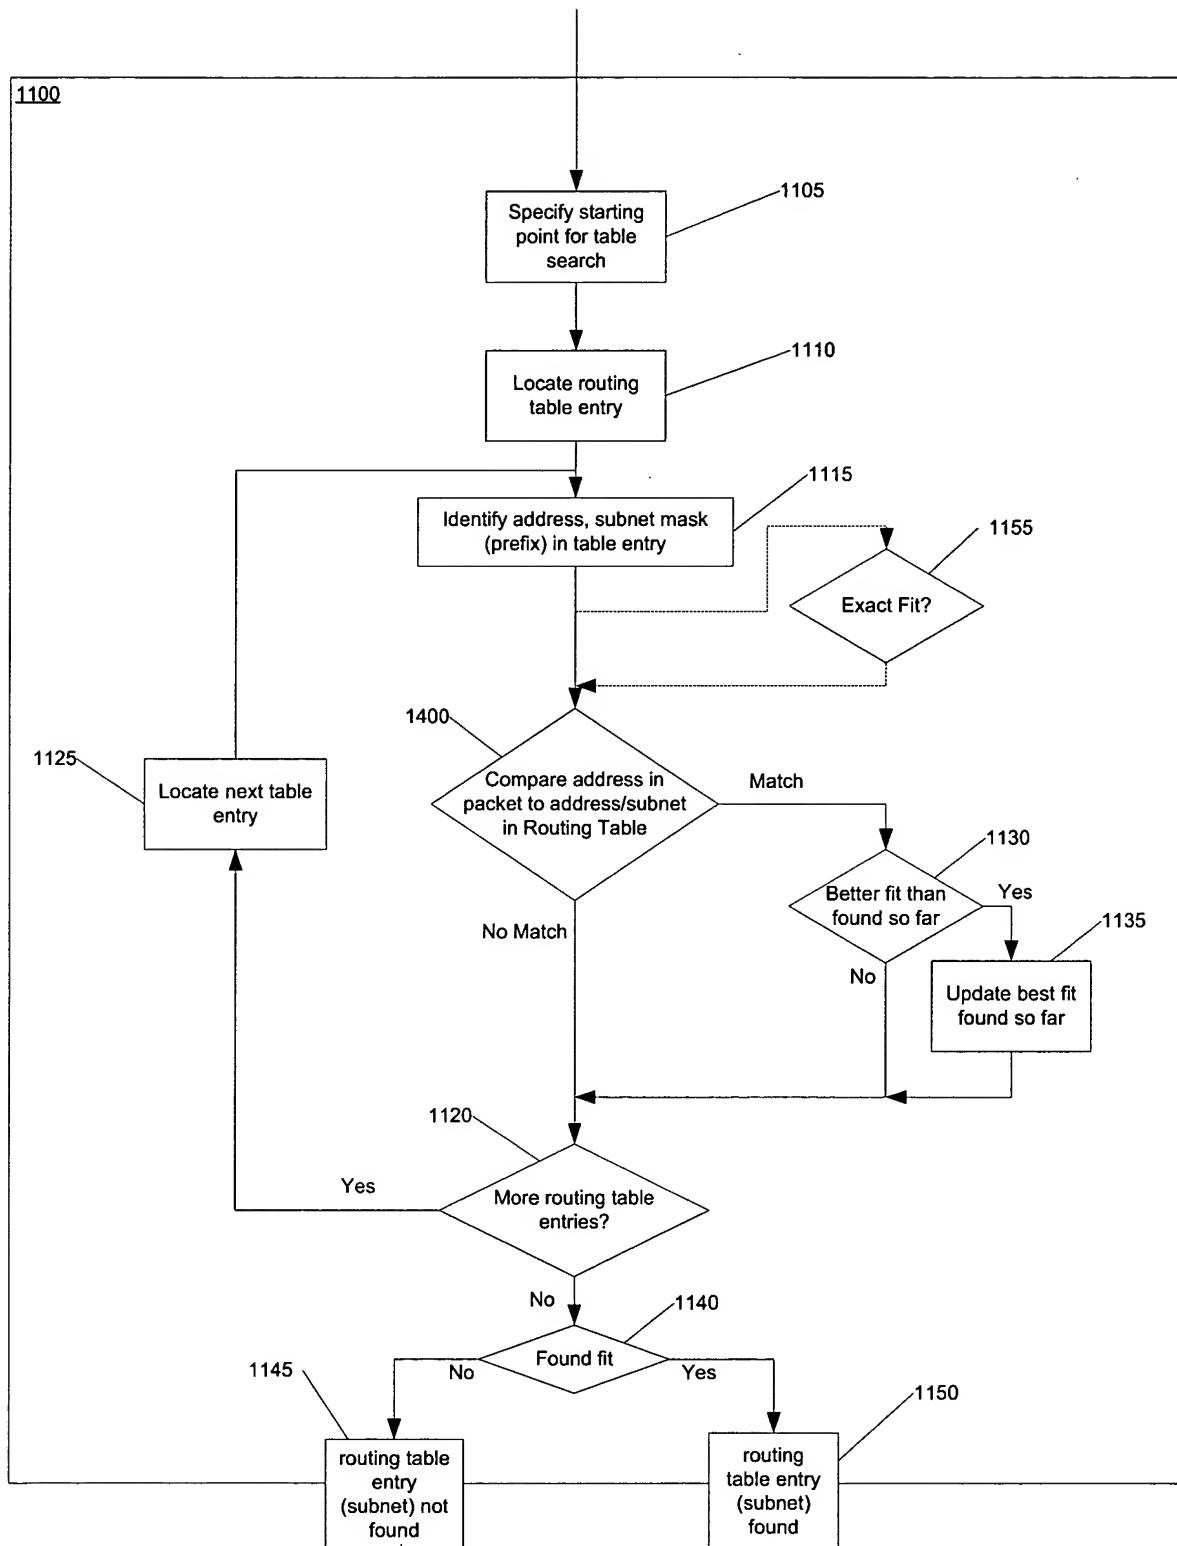 1100
1105
Specify starting
point for table
search
1110
Locate routing
table entry
1115
Identify address, subnet mask
(prefix) in table entry
1155
Exact Fit?
1400
Compare address in
packet to address/subnet
in Routing Table
Match
1125
Locate next table
entry
1130
Better fit than
found so far
Yes
1135
No Match
No
Update best fit
found so far
1120
Yes
More routing table
entries?
No
1140
Found fit
No
Yes
1145
1150
routing table
entry
(subnet) not
found
routing
table entry
(subnet)
found